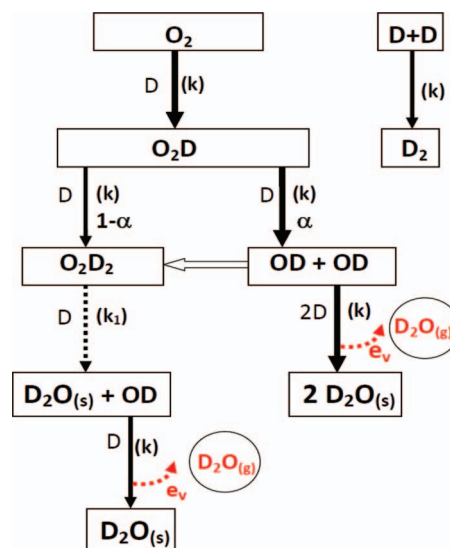 O₂ D+D
D (k) (k)
O₂D D₂
D (k) D (k)
1-α α
O₂D₂ OD + OD
D (k₁) 2D (k) D₂O(g)
eᵥ
D₂O(s) + OD 2 D₂O(s)
D (k) D₂O(g)
eᵥ
D₂O(s)